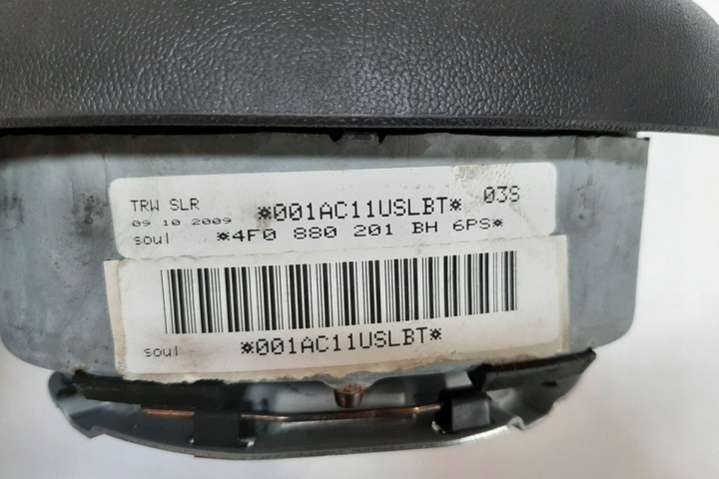 TRW SLR *001AC11USLBT* 03S
09 10 2009
soul *4F0 880 201 BH 6PS*
soul *001AC11USLBT*